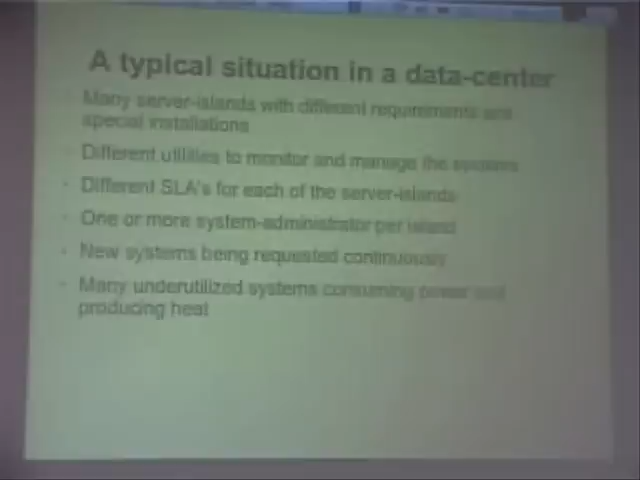 A typical situation in a data-center
Many server-islands with different requirements and
special installations
Different utilities to monitor and manage the systems
Different SLA's for each of the server-islands
One or more system-administrator per island
New systems being requested continuously
Many underutilized systems consuming power and
producing heat